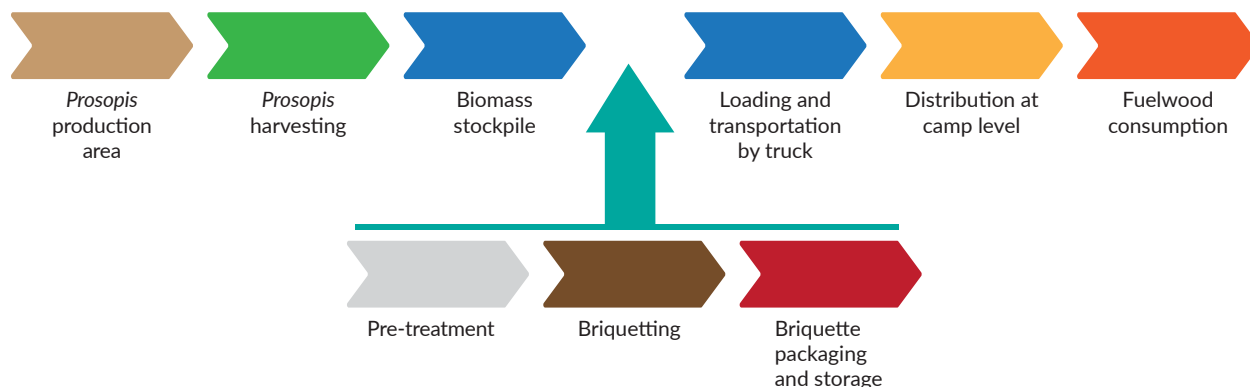 Prosopis
production
area
Prosopis
harvesting
Biomass
stockpile
Loading and
transportation
by truck
Distribution at
camp level
Fuelwood
consumption
Pre-treatment
Briquetting
Briquette
packaging
and storage